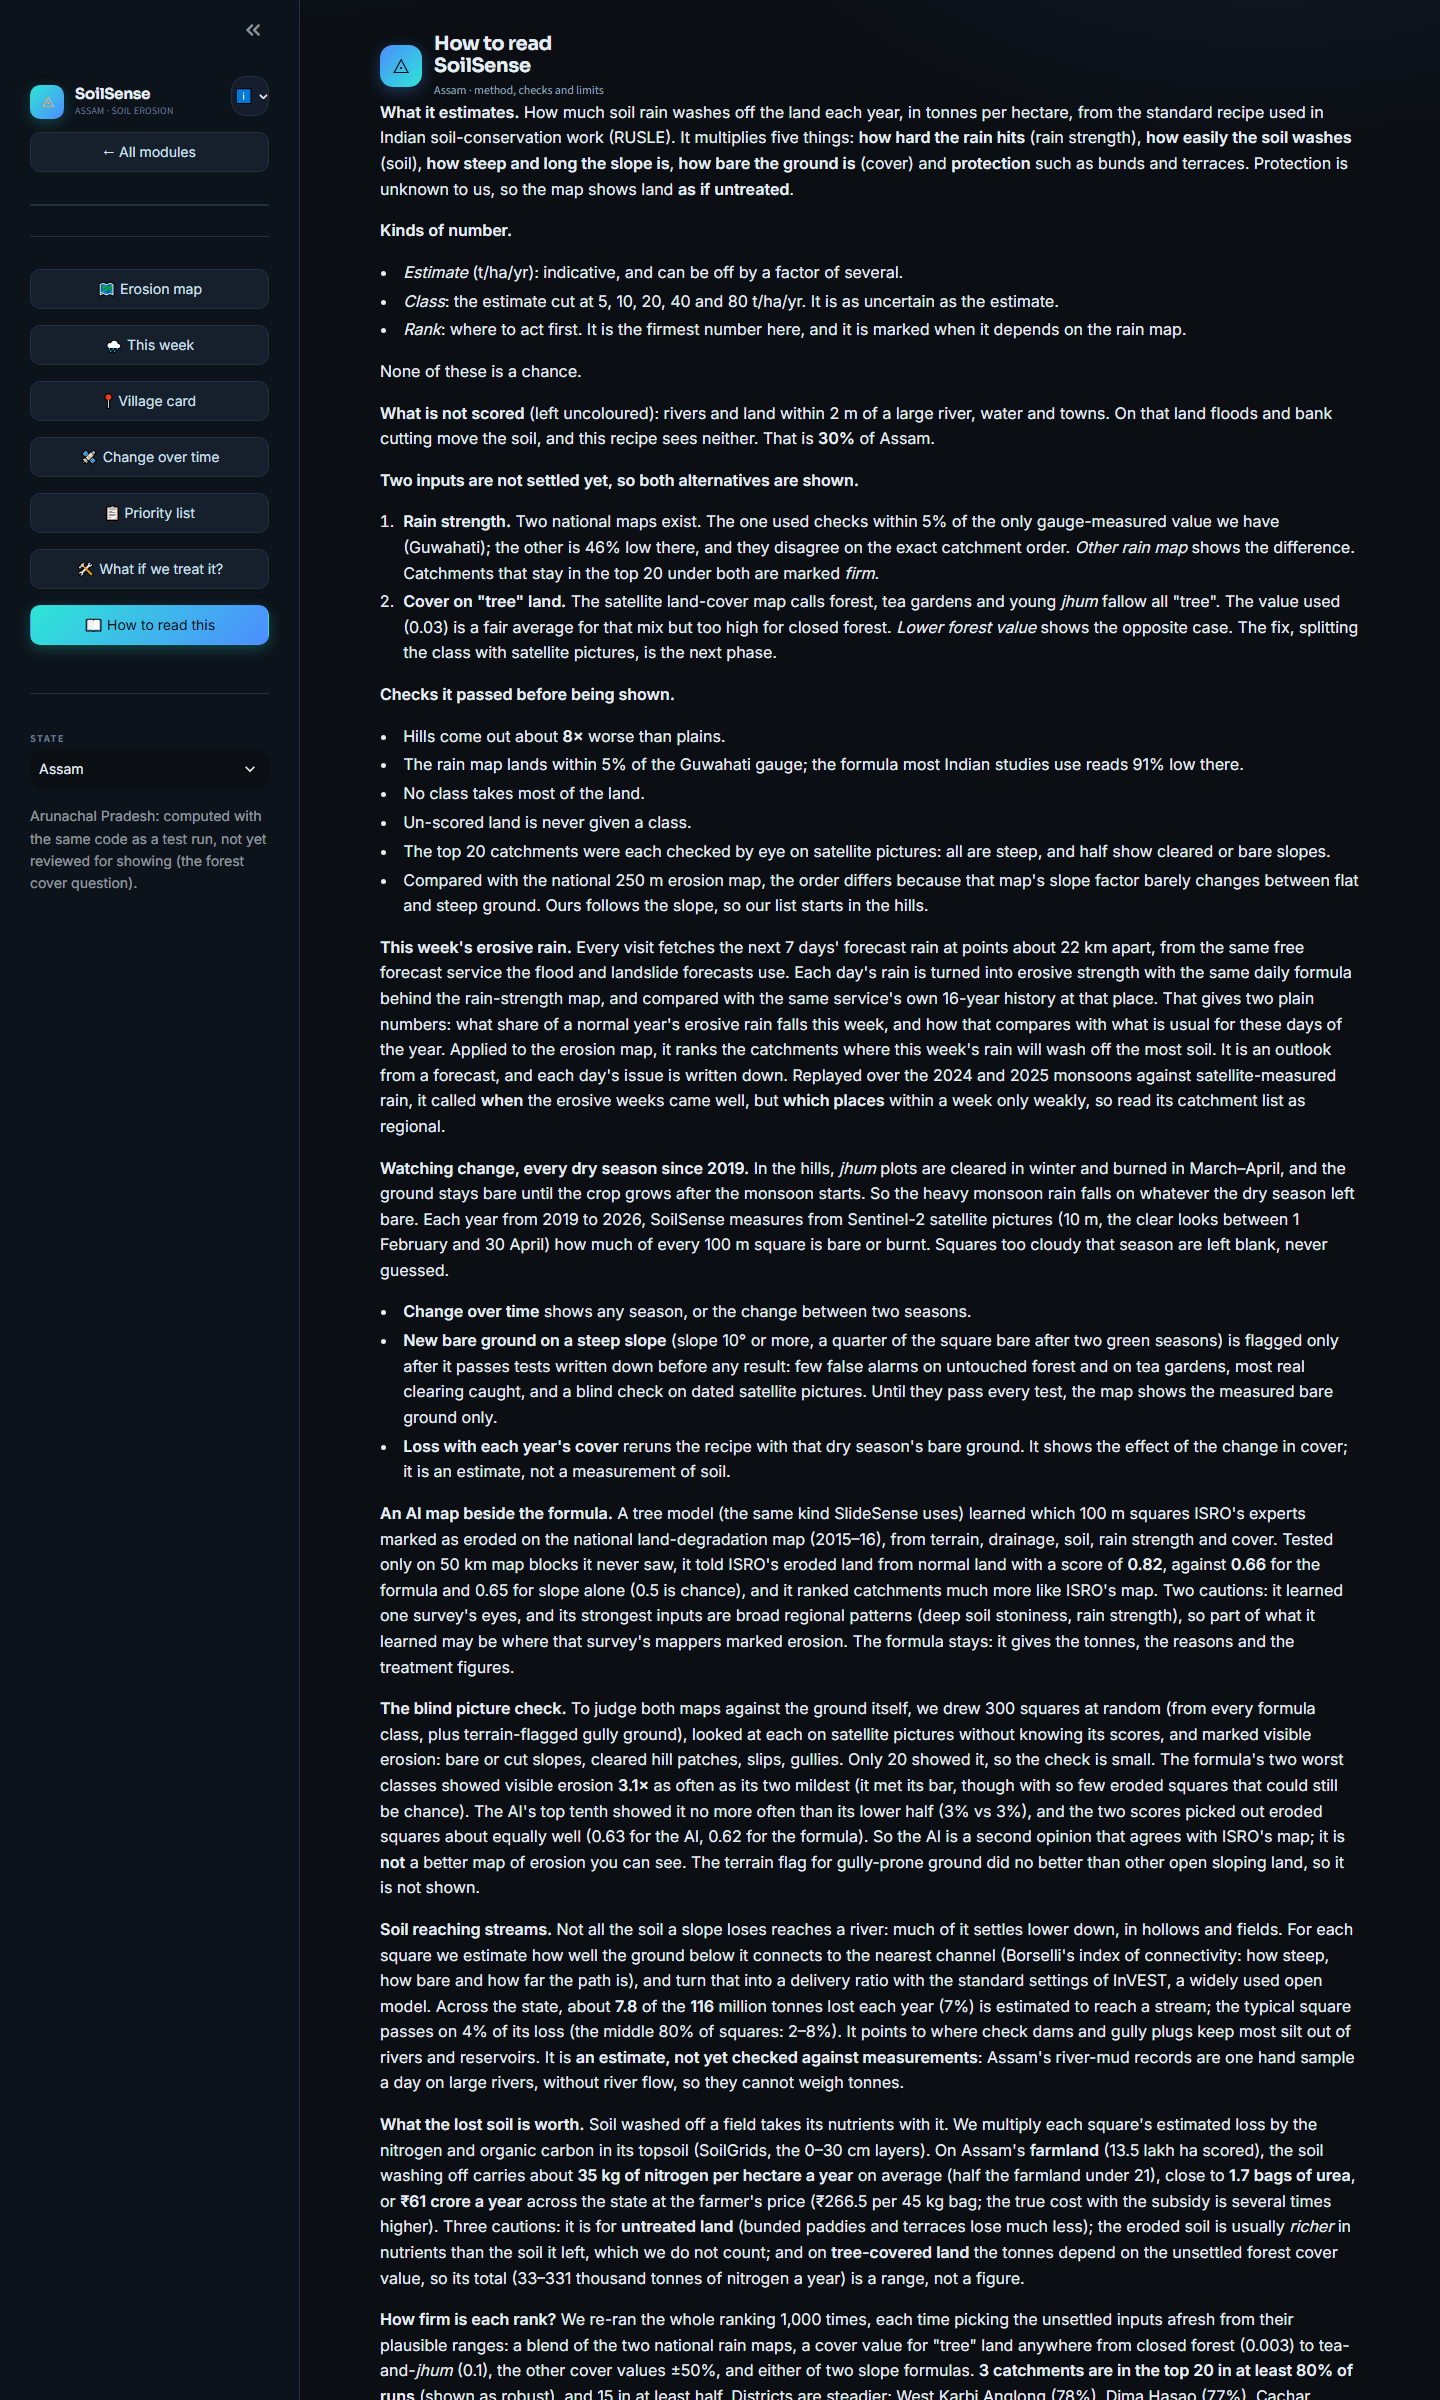 SoilSense
ASSAM · SOIL EROSION
← All modules
Erosion map
This week
Village card
Change over time
Priority list
What if we treat it?
How to read this
STATE
Assam
Arunachal Pradesh: computed with
the same code as a test run, not yet
reviewed for showing (the forest
cover question).
How to read
SoilSense
Assam · method, checks and limits
What it estimates. How much soil rain washes off the land each year, in tonnes per hectare, from the standard recipe used in
Indian soil-conservation work (RUSLE). It multiplies five things: how hard the rain hits (rain strength), how easily the soil washes
(soil), how steep and long the slope is, how bare the ground is (cover) and protection such as bunds and terraces. Protection is
unknown to us, so the map shows land as if untreated.
Kinds of number.
• Estimate (t/ha/yr): indicative, and can be off by a factor of several.
• Class: the estimate cut at 5, 10, 20, 40 and 80 t/ha/yr. It is as uncertain as the estimate.
• Rank: where to act first. It is the firmest number here, and it is marked when it depends on the rain map.
None of these is a chance.
What is not scored (left uncoloured): rivers and land within 2 m of a large river, water and towns. On that land floods and bank
cutting move the soil, and this recipe sees neither. That is 30% of Assam.
Two inputs are not settled yet, so both alternatives are shown.
1. Rain strength. Two national maps exist. The one used checks within 5% of the only gauge-measured value we have
(Guwahati); the other is 46% low there, and they disagree on the exact catchment order. Other rain map shows the difference.
Catchments that stay in the top 20 under both are marked firm.
2. Cover on "tree" land. The satellite land-cover map calls forest, tea gardens and young jhum fallow all "tree". The value used
(0.03) is a fair average for that mix but too high for closed forest. Lower forest value shows the opposite case. The fix, splitting
the class with satellite pictures, is the next phase.
Checks it passed before being shown.
• Hills come out about 8× worse than plains.
• The rain map lands within 5% of the Guwahati gauge; the formula most Indian studies use reads 91% low there.
• No class takes most of the land.
• Un-scored land is never given a class.
• The top 20 catchments were each checked by eye on satellite pictures: all are steep, and half show cleared or bare slopes.
• Compared with the national 250 m erosion map, the order differs because that map's slope factor barely changes between flat
and steep ground. Ours follows the slope, so our list starts in the hills.
This week's erosive rain. Every visit fetches the next 7 days' forecast rain at points about 22 km apart, from the same free
forecast service the flood and landslide forecasts use. Each day's rain is turned into erosive strength with the same daily formula
behind the rain-strength map, and compared with the same service's own 16-year history at that place. That gives two plain
numbers: what share of a normal year's erosive rain falls this week, and how that compares with what is usual for these days of
the year. Applied to the erosion map, it ranks the catchments where this week's rain will wash off the most soil. It is an outlook
from a forecast, and each day's issue is written down. Replayed over the 2024 and 2025 monsoons against satellite-measured
rain, it called when the erosive weeks came well, but which places within a week only weakly, so read its catchment list as
regional.
Watching change, every dry season since 2019. In the hills, jhum plots are cleared in winter and burned in March–April, and the
ground stays bare until the crop grows after the monsoon starts. So the heavy monsoon rain falls on whatever the dry season left
bare. Each year from 2019 to 2026, SoilSense measures from Sentinel-2 satellite pictures (10 m, the clear looks between 1
February and 30 April) how much of every 100 m square is bare or burnt. Squares too cloudy that season are left blank, never
guessed.
• Change over time shows any season, or the change between two seasons.
• New bare ground on a steep slope (slope 10° or more, a quarter of the square bare after two green seasons) is flagged only
after it passes tests written down before any result: few false alarms on untouched forest and on tea gardens, most real
clearing caught, and a blind check on dated satellite pictures. Until they pass every test, the map shows the measured bare
ground only.
• Loss with each year's cover reruns the recipe with that dry season's bare ground. It shows the effect of the change in cover;
it is an estimate, not a measurement of soil.
An AI map beside the formula. A tree model (the same kind SlideSense uses) learned which 100 m squares ISRO's experts
marked as eroded on the national land-degradation map (2015–16), from terrain, drainage, soil, rain strength and cover. Tested
only on 50 km map blocks it never saw, it told ISRO's eroded land from normal land with a score of 0.82, against 0.66 for the
formula and 0.65 for slope alone (0.5 is chance), and it ranked catchments much more like ISRO's map. Two cautions: it learned
one survey's eyes, and its strongest inputs are broad regional patterns (deep soil stoniness, rain strength), so part of what it
learned may be where that survey's mappers marked erosion. The formula stays: it gives the tonnes, the reasons and the
treatment figures.
The blind picture check. To judge both maps against the ground itself, we drew 300 squares at random (from every formula
class, plus terrain-flagged gully ground), looked at each on satellite pictures without knowing its scores, and marked visible
erosion: bare or cut slopes, cleared hill patches, slips, gullies. Only 20 showed it, so the check is small. The formula's two worst
classes showed visible erosion 3.1× as often as its two mildest (it met its bar, though with so few eroded squares that could still
be chance). The AI's top tenth showed it no more often than its lower half (3% vs 3%), and the two scores picked out eroded
squares about equally well (0.63 for the AI, 0.62 for the formula). So the AI is a second opinion that agrees with ISRO's map; it is
not a better map of erosion you can see. The terrain flag for gully-prone ground did no better than other open sloping land, so it
is not shown.
Soil reaching streams. Not all the soil a slope loses reaches a river: much of it settles lower down, in hollows and fields. For each
square we estimate how well the ground below it connects to the nearest channel (Borselli's index of connectivity: how steep,
how bare and how far the path is), and turn that into a delivery ratio with the standard settings of InVEST, a widely used open
model. Across the state, about 7.8 of the 116 million tonnes lost each year (7%) is estimated to reach a stream; the typical square
passes on 4% of its loss (the middle 80% of squares: 2–8%). It points to where check dams and gully plugs keep most silt out of
rivers and reservoirs. It is an estimate, not yet checked against measurements: Assam's river-mud records are one hand sample
a day on large rivers, without river flow, so they cannot weigh tonnes.
What the lost soil is worth. Soil washed off a field takes its nutrients with it. We multiply each square's estimated loss by the
nitrogen and organic carbon in its topsoil (SoilGrids, the 0–30 cm layers). On Assam's farmland (13.5 lakh ha scored), the soil
washing off carries about 35 kg of nitrogen per hectare a year on average (half the farmland under 21), close to 1.7 bags of urea,
or ₹61 crore a year across the state at the farmer's price (₹266.5 per 45 kg bag; the true cost with the subsidy is several times
higher). Three cautions: it is for untreated land (bunded paddies and terraces lose much less); the eroded soil is usually richer in
nutrients than the soil it left, which we do not count; and on tree-covered land the tonnes depend on the unsettled forest cover
value, so its total (33–331 thousand tonnes of nitrogen a year) is a range, not a figure.
How firm is each rank? We re-ran the whole ranking 1,000 times, each time picking the unsettled inputs afresh from their
plausible ranges: a blend of the two national rain maps, a cover value for "tree" land anywhere from closed forest (0.003) to tea-
and-jhum (0.1), the other cover values ±50%, and either of two slope formulas. 3 catchments are in the top 20 in at least 80% of
runs (shown as robust), and 15 in at least half. Districts are steadier: West Karbi Anglong (78%), Dima Hasao (77%), Cachar